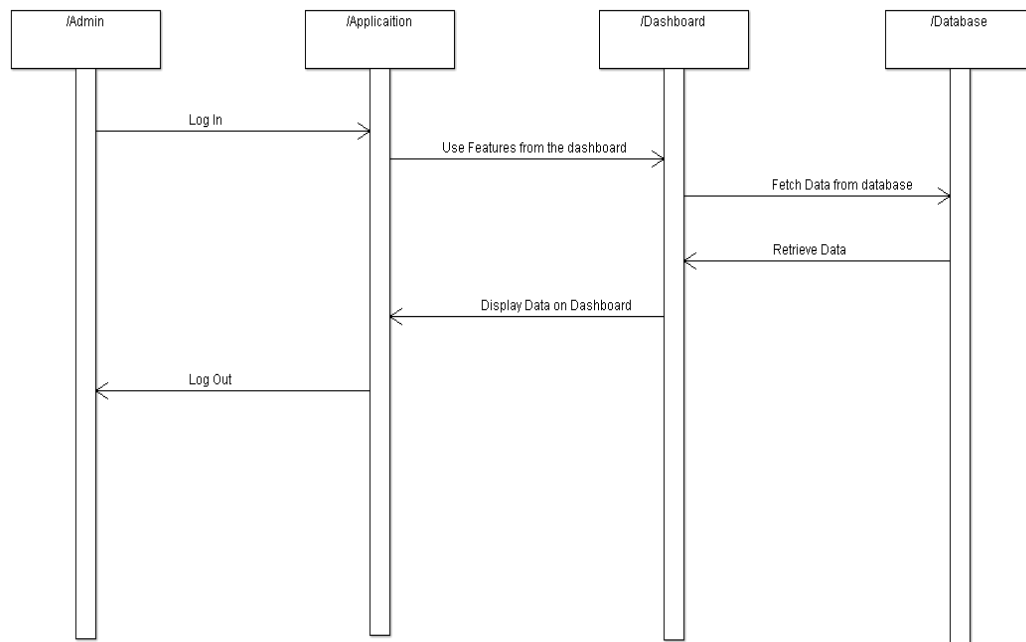 /Admin
/Applicaition
/Dashboard
/Database
Log In
Use Features from the dashboard
Fetch Data from database
Retrieve Data
Display Data on Dashboard
Log Out